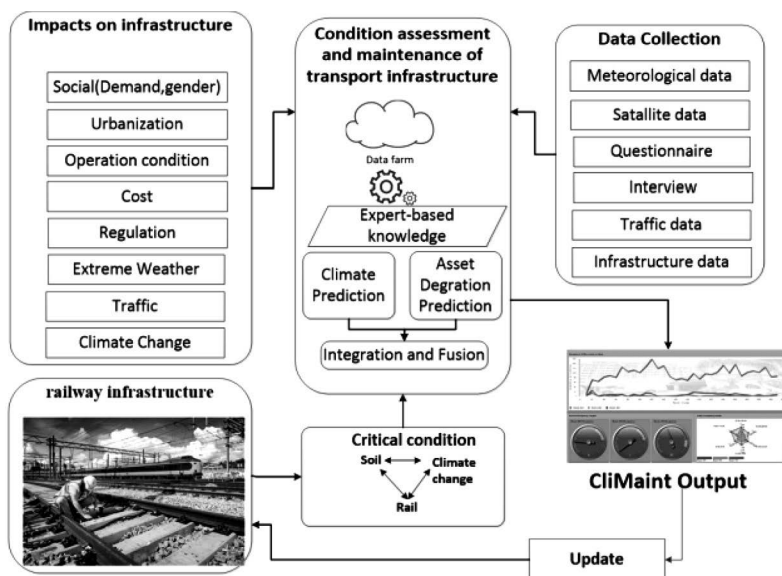 Impacts on infrastructure
Social(Demand,gender)
Urbanization
Operation condition
Cost
Regulation
Extreme Weather
Traffic
Climate Change
Condition assessment
and maintenance of
transport infrastructure
Data farm
Expert-based
knowledge
Climate
Prediction
Asset
Degration
Prediction
Integration and Fusion
Data Collection
Meteorological data
Satallite data
Questionnaire
Interview
Traffic data
Infrastructure data
railway infrastructure
Critical condition
Soil
Climate
change
Rail
CliMaint Output
Update